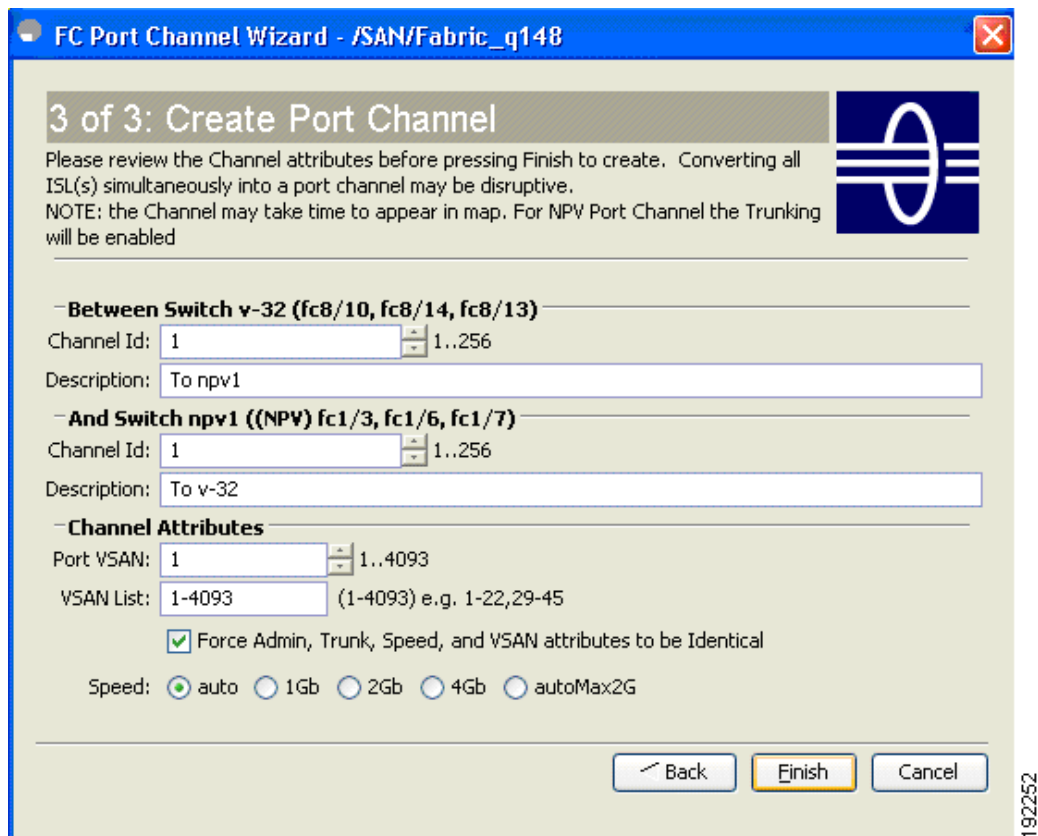 FC Port Channel Wizard - /SAN/Fabric_q148
3 of 3: Create Port Channel
Please review the Channel attributes before pressing Finish to create. Converting all
ISL(s) simultaneously into a port channel may be disruptive.
NOTE: the Channel may take time to appear in map. For NPV Port Channel the Trunking
will be enabled
Between Switch v-32 (fc8/10, fc8/14, fc8/13)
Channel Id: 1 1..256
Description: To npv1
And Switch npv1 ((NPV) fc1/3, fc1/6, fc1/7)
Channel Id: 1 1..256
Description: To v-32
Channel Attributes
Port VSAN: 1 1..4093
VSAN List: 1-4093 (1-4093) e.g. 1-22,29-45
Force Admin, Trunk, Speed, and VSAN attributes to be Identical
Speed: auto 1Gb 2Gb 4Gb autoMax2G
Back Finish Cancel
192252